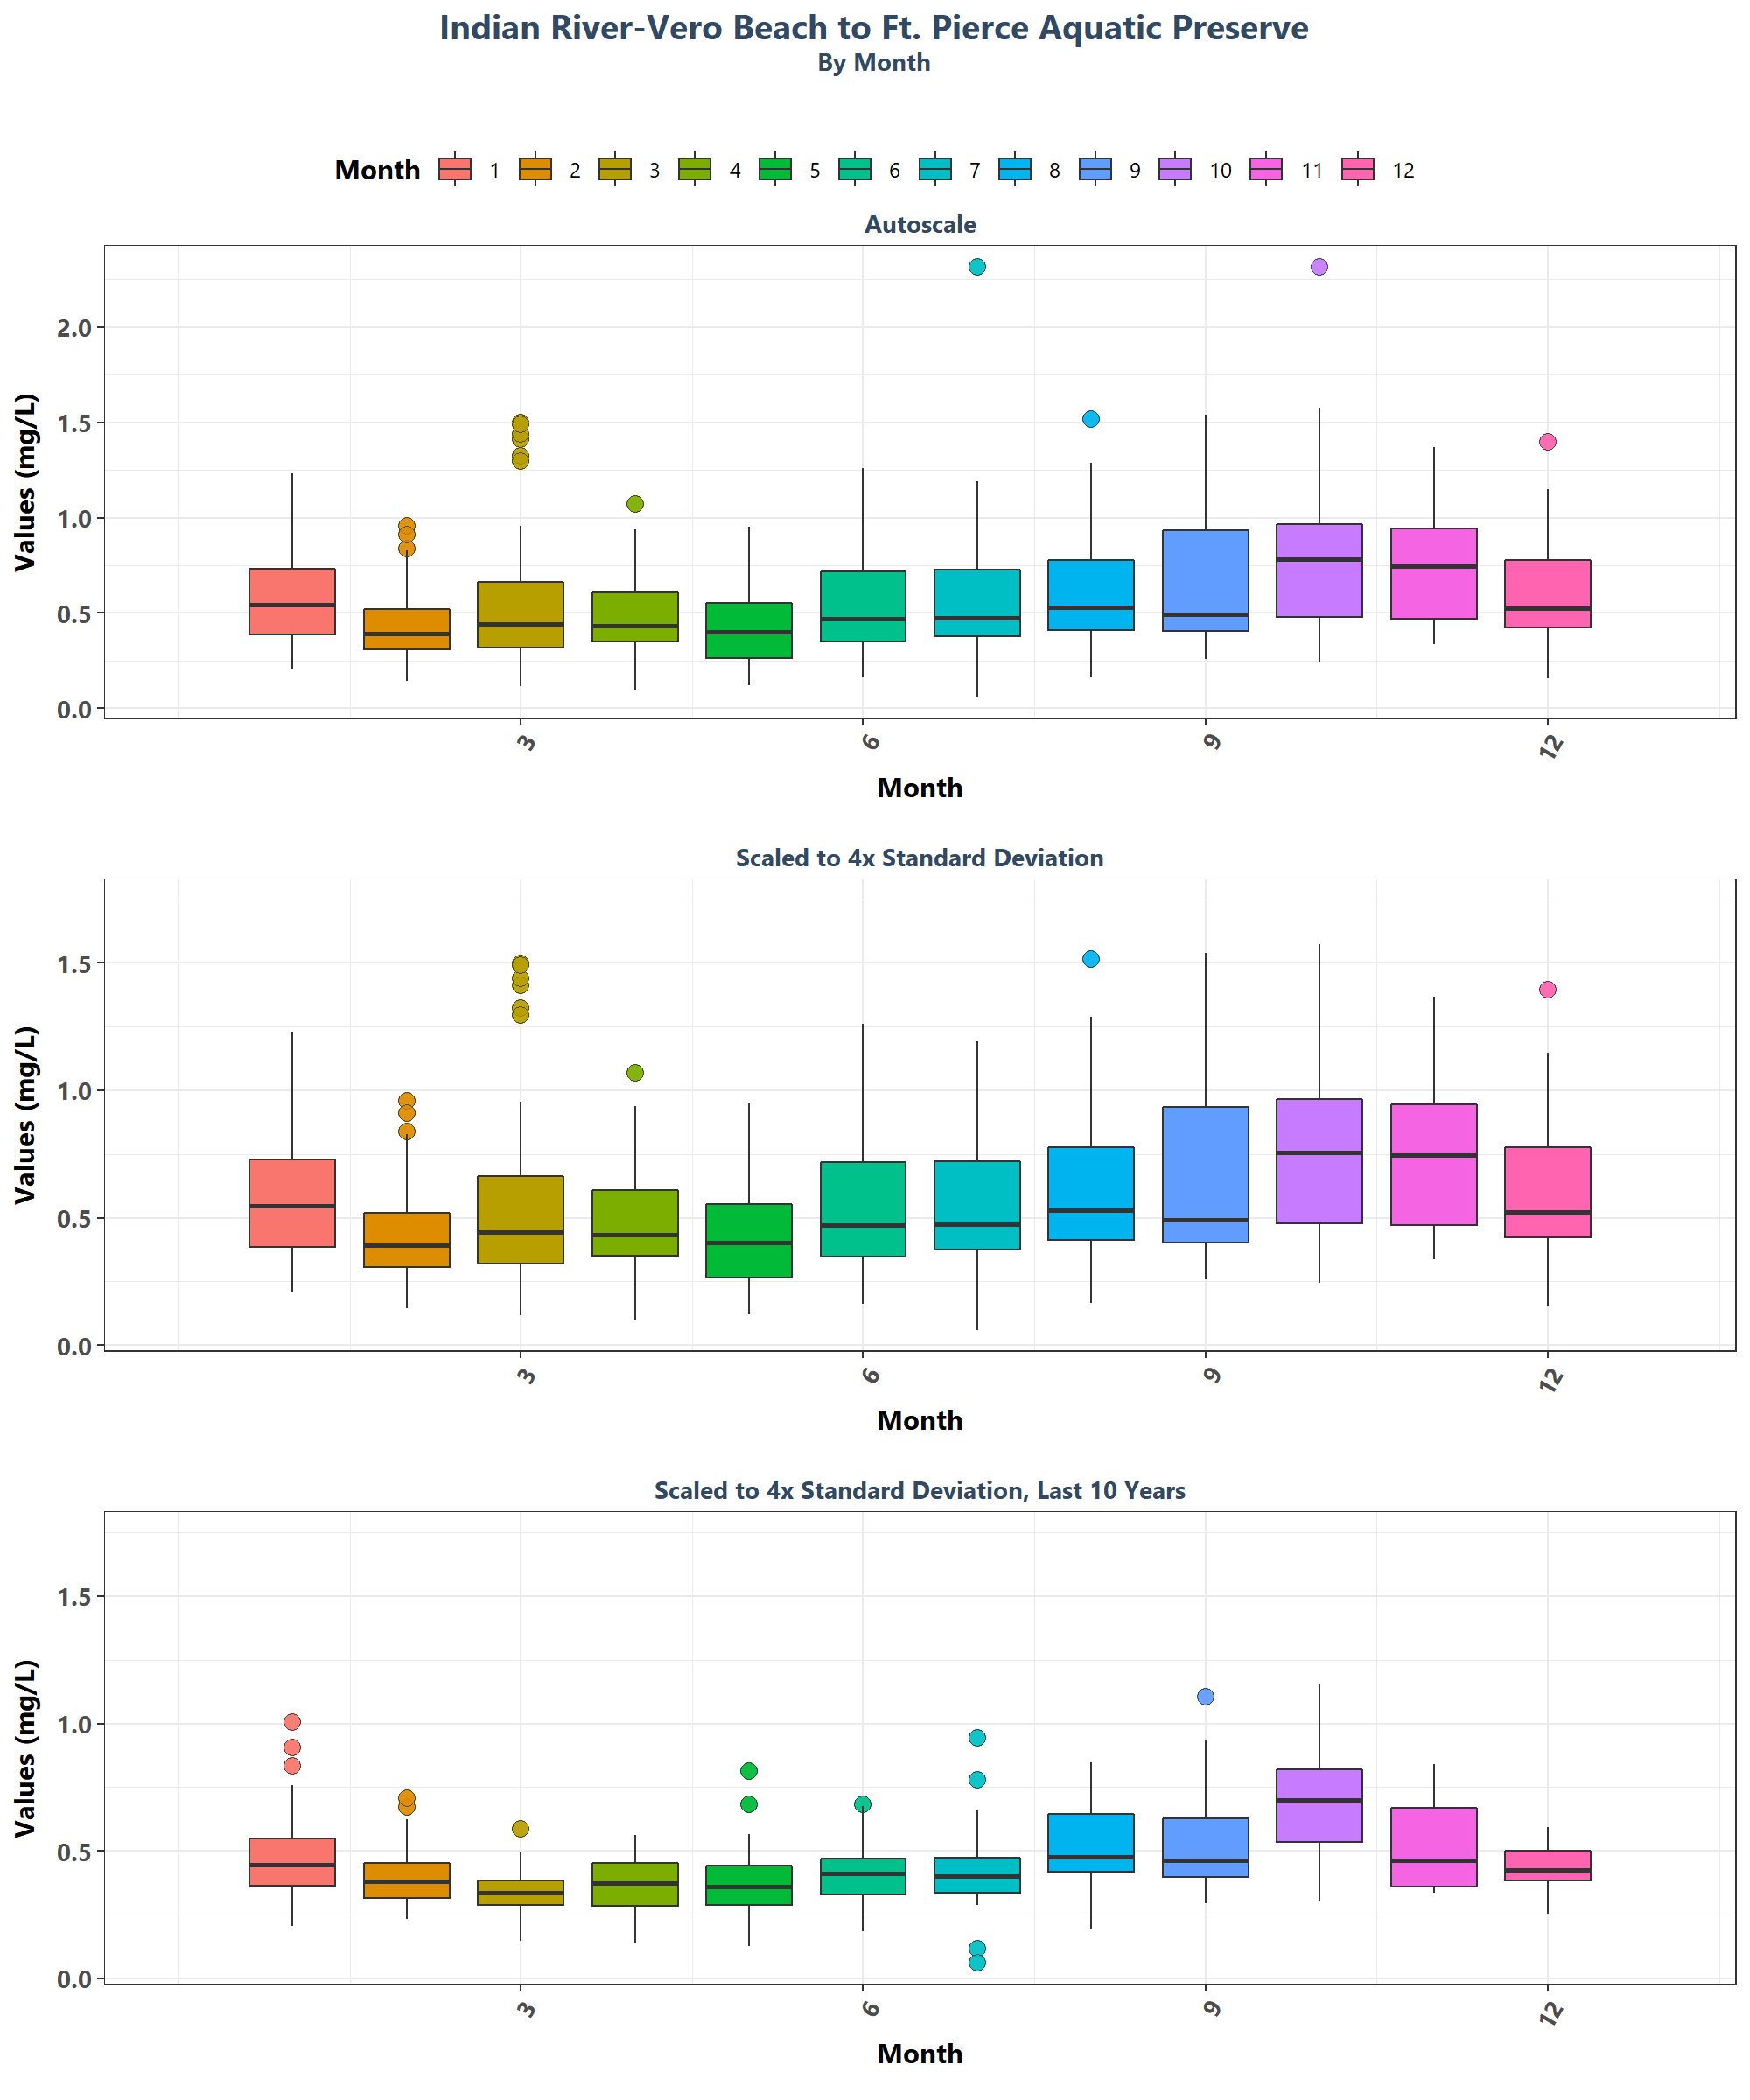 Indian River-Vero Beach to Ft. Pierce Aquatic Preserve
By Month
Month 1 2 3 4 5 6 7 8 9 10 11 12
Autoscale
Values (mg/L)
2.0
1.5
1.0
0.5
0.0
3 6 9 12
Month
Scaled to 4x Standard Deviation
Values (mg/L)
1.5
1.0
0.5
0.0
3 6 9 12
Month
Scaled to 4x Standard Deviation, Last 10 Years
Values (mg/L)
1.5
1.0
0.5
0.0
3 6 9 12
Month